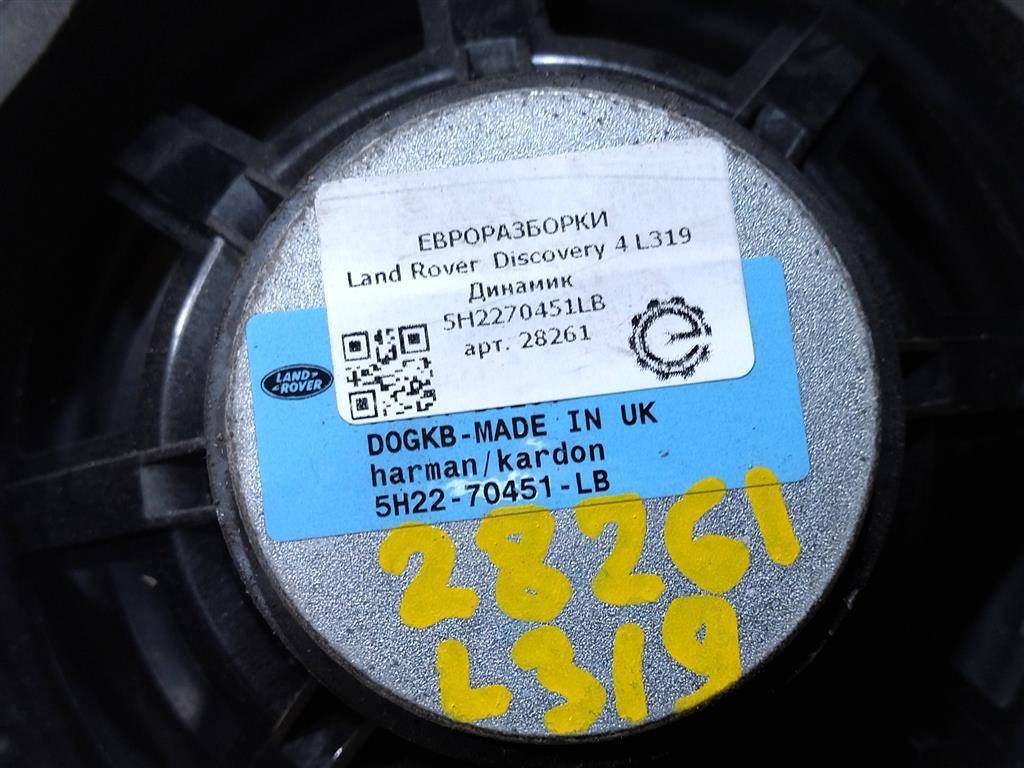 ЕВРОРАЗБОРКИ
Land Rover Discovery 4 L319
Динамик
5H2270451LB
арт. 28261
LAND
ROVER
DOGKB-MADE IN UK
harman/kardon
5H22-70451-LB
28261
L319